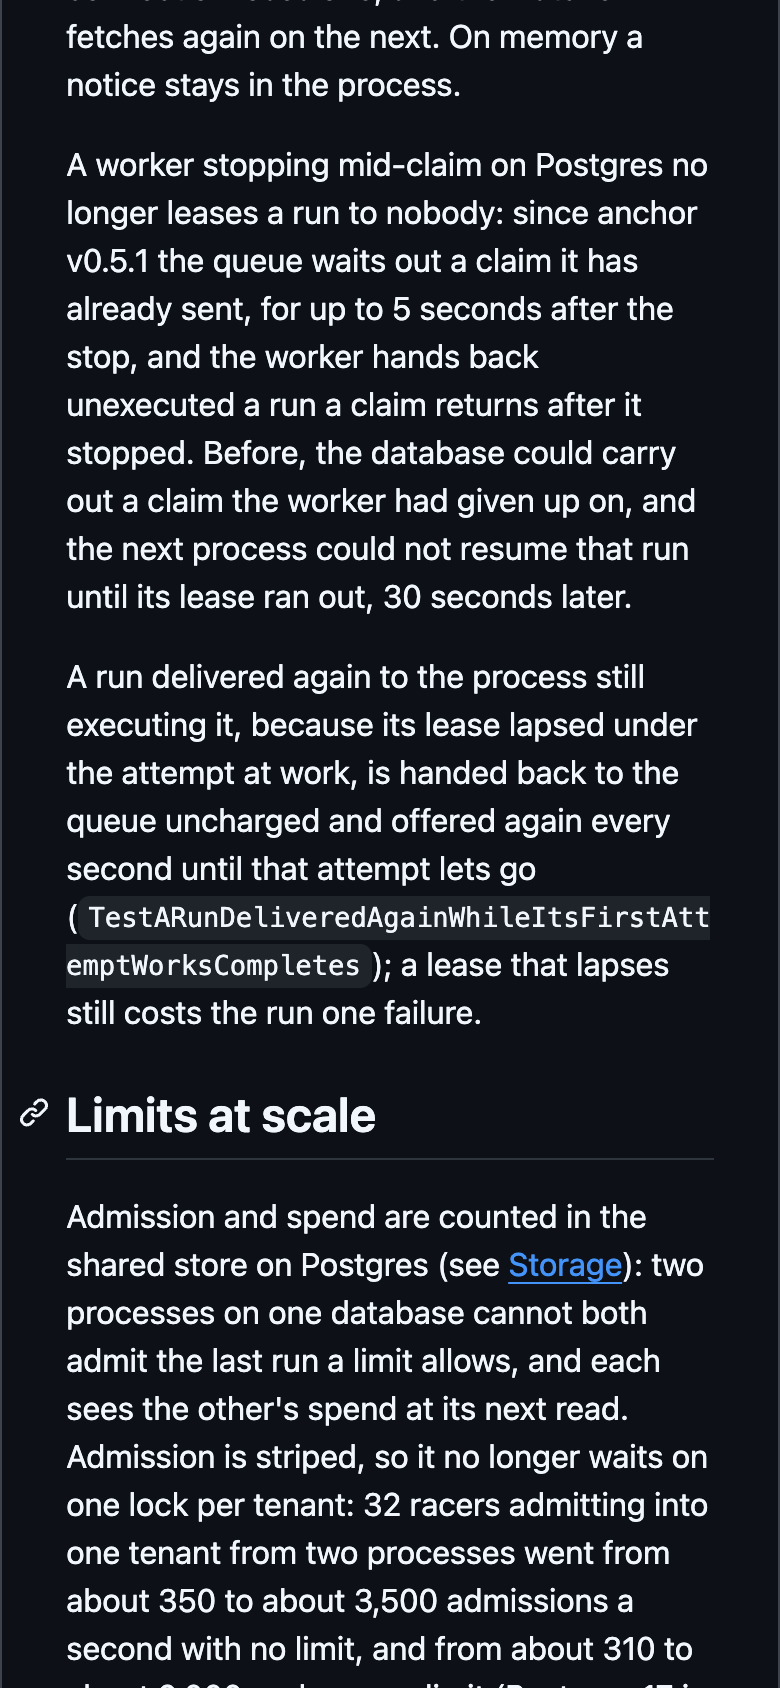 fetches again on the next. On memory a
notice stays in the process.
A worker stopping mid-claim on Postgres no
longer leases a run to nobody: since anchor
v0.5.1 the queue waits out a claim it has
already sent, for up to 5 seconds after the
stop, and the worker hands back
unexecuted a run a claim returns after it
stopped. Before, the database could carry
out a claim the worker had given up on, and
the next process could not resume that run
until its lease ran out, 30 seconds later.
A run delivered again to the process still
executing it, because its lease lapsed under
the attempt at work, is handed back to the
queue uncharged and offered again every
second until that attempt lets go
(TestARunDeliveredAgainWhileItsFirstAtt
emptWorksCompletes); a lease that lapses
still costs the run one failure.
Limits at scale
Admission and spend are counted in the
shared store on Postgres (see Storage): two
processes on one database cannot both
admit the last run a limit allows, and each
sees the other's spend at its next read.
Admission is striped, so it no longer waits on
one lock per tenant: 32 racers admitting into
one tenant from two processes went from
about 350 to about 3,500 admissions a
second with no limit, and from about 310 to